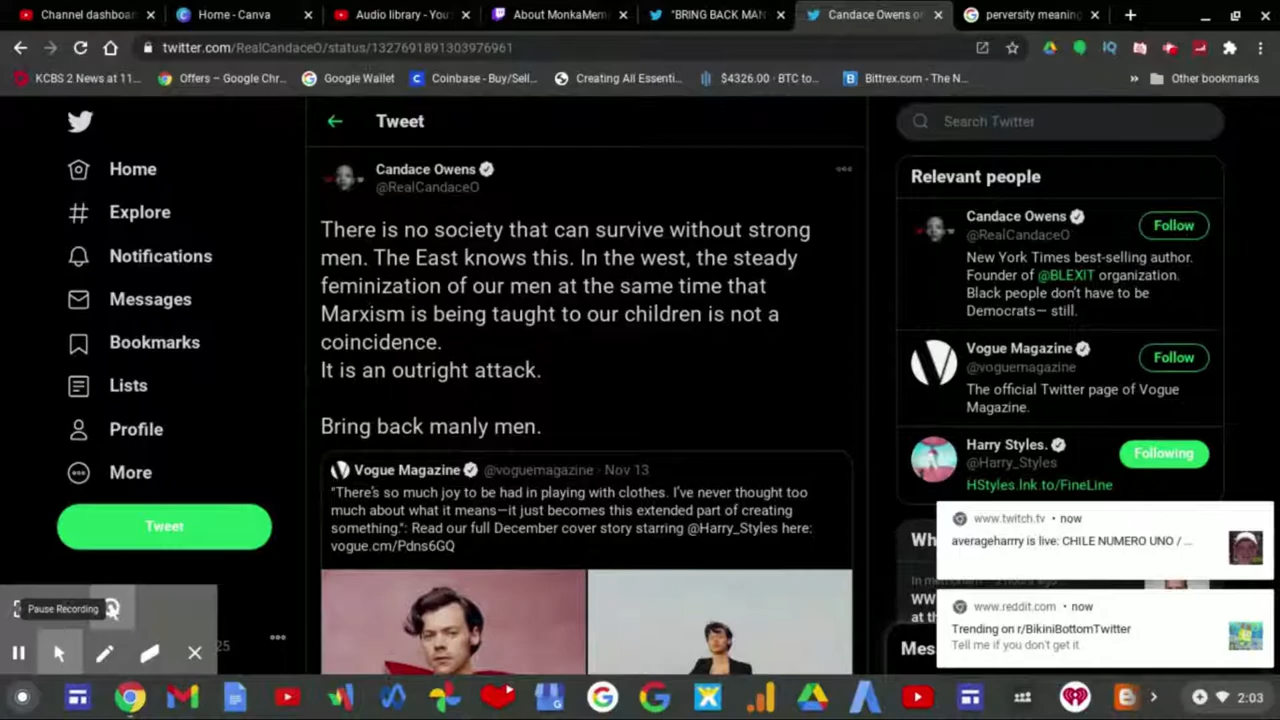 Channel dashboard
Home - Canva
Audio library - You
About MonkaMem
"BRING BACK MAN
Candace Owens o
perversity meaning
twitter.com/RealCandaceO/status/1327691891303976961
KCBS 2 News at 11...
Offers – Google Chr...
Google Wallet
Coinbase - Buy/Sell...
Creating All Essenti...
$4326.00 · BTC to...
Bittrex.com - The N...
Other bookmarks
Home
Explore
Notifications
Messages
Bookmarks
Lists
Profile
More
Tweet
Tweet
Candace Owens
@RealCandaceO
There is no society that can survive without strong
men. The East knows this. In the west, the steady
feminization of our men at the same time that
Marxism is being taught to our children is not a
coincidence.
It is an outright attack.
Bring back manly men.
Vogue Magazine @voguemagazine · Nov 13
"There's so much joy to be had in playing with clothes. I've never thought too
much about what it means—it just becomes this extended part of creating
something.": Read our full December cover story starring @Harry_Styles here:
vogue.cm/Pdns6GQ
Search Twitter
Relevant people
Candace Owens
@RealCandaceO
Follow
New York Times best-selling author.
Founder of @BLEXIT organization.
Black people don't have to be
Democrats— still.
Vogue Magazine
@voguemagazine
Follow
The official Twitter page of Vogue
Magazine.
Harry Styles.
@Harry_Styles
Following
HStyles.lnk.to/FineLine
Wh
WW
at th
Mes
www.twitch.tv • now
averageharrry is live: CHILE NUMERO UNO / ...
www.reddit.com • now
Trending on r/BikiniBottomTwitter
Tell me if you don't get it
Pause Recording
25
2:03